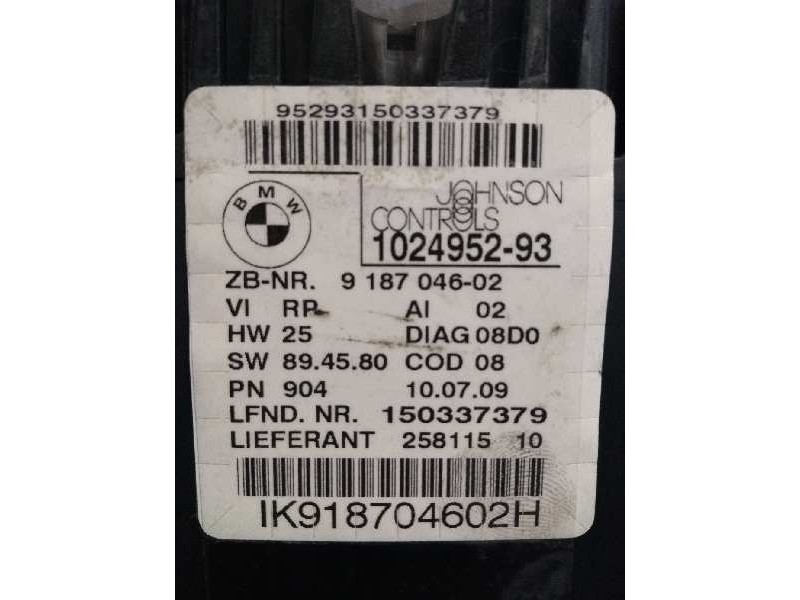 95293150337379
BMW
JOHNSON
CONTROLS
1024952-93
ZB-NR. 9 187 046-02
VI RP AI 02
HW 25 DIAG 08D0
SW 89.45.80 COD 08
PN 904 10.07.09
LFND. NR. 150337379
LIEFERANT 258115 10
IK918704602H